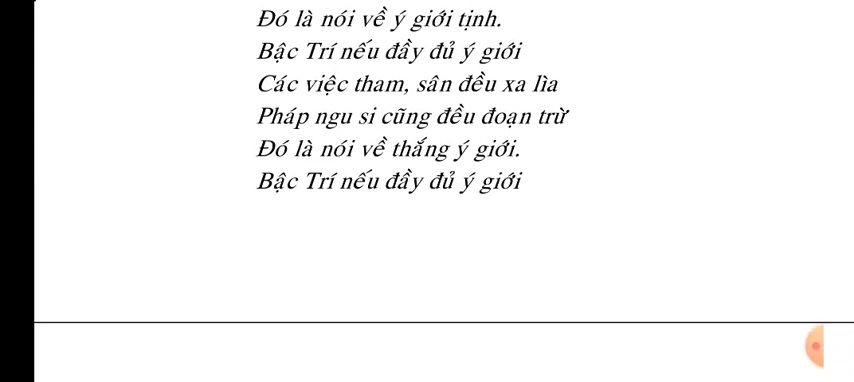 Đó là nói về ý giới tịnh.
Bậc Trí nếu đầy đủ ý giới
Các việc tham, sân đều xa lìa
Pháp ngu si cũng đều đoạn trừ
Đó là nói về thắng ý giới.
Bậc Trí nếu đầy đủ ý giới